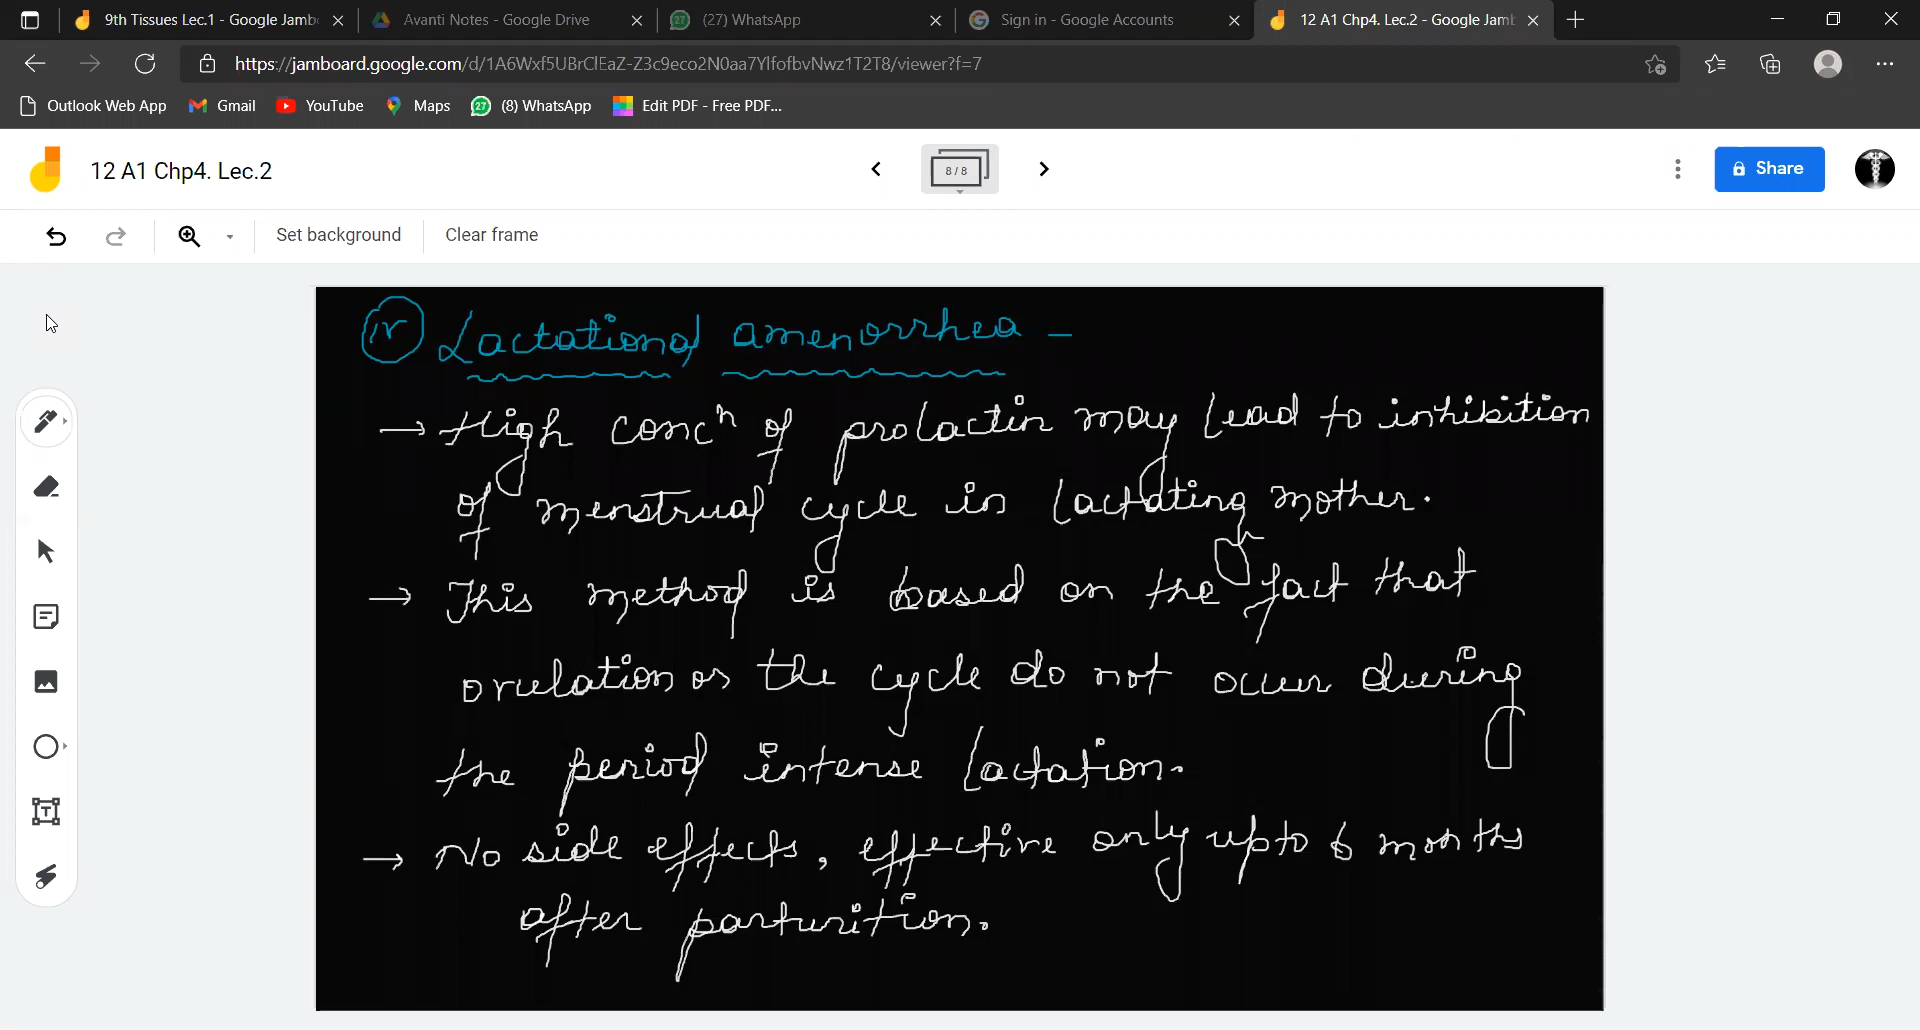 9th Tissues Lec.1 - Google Jamb
Avanti Notes - Google Drive
(27) WhatsApp
Sign in - Google Accounts
12 A1 Chp4. Lec.2 - Google Jamb
https://jamboard.google.com/d/1A6Wxf5UBrClEaZ-Z3c9eco2N0aa7YlfofbvNwz1T2T8/viewer?f=7
Outlook Web App
Gmail
YouTube
Maps
27 (8) WhatsApp
Edit PDF - Free PDF...
12 A1 Chp4. Lec.2
8 / 8
Share
Set background
Clear frame
(iv) Lactational amenorrhea -
→ High concn of prolactin may lead to inhibition
of menstrual cycle in lactating mother.
→ This method is based on the fact that
ovulation or the cycle do not occur during
the period intense lactation.
→ No side effects, effective only upto 6 months
after parturition.